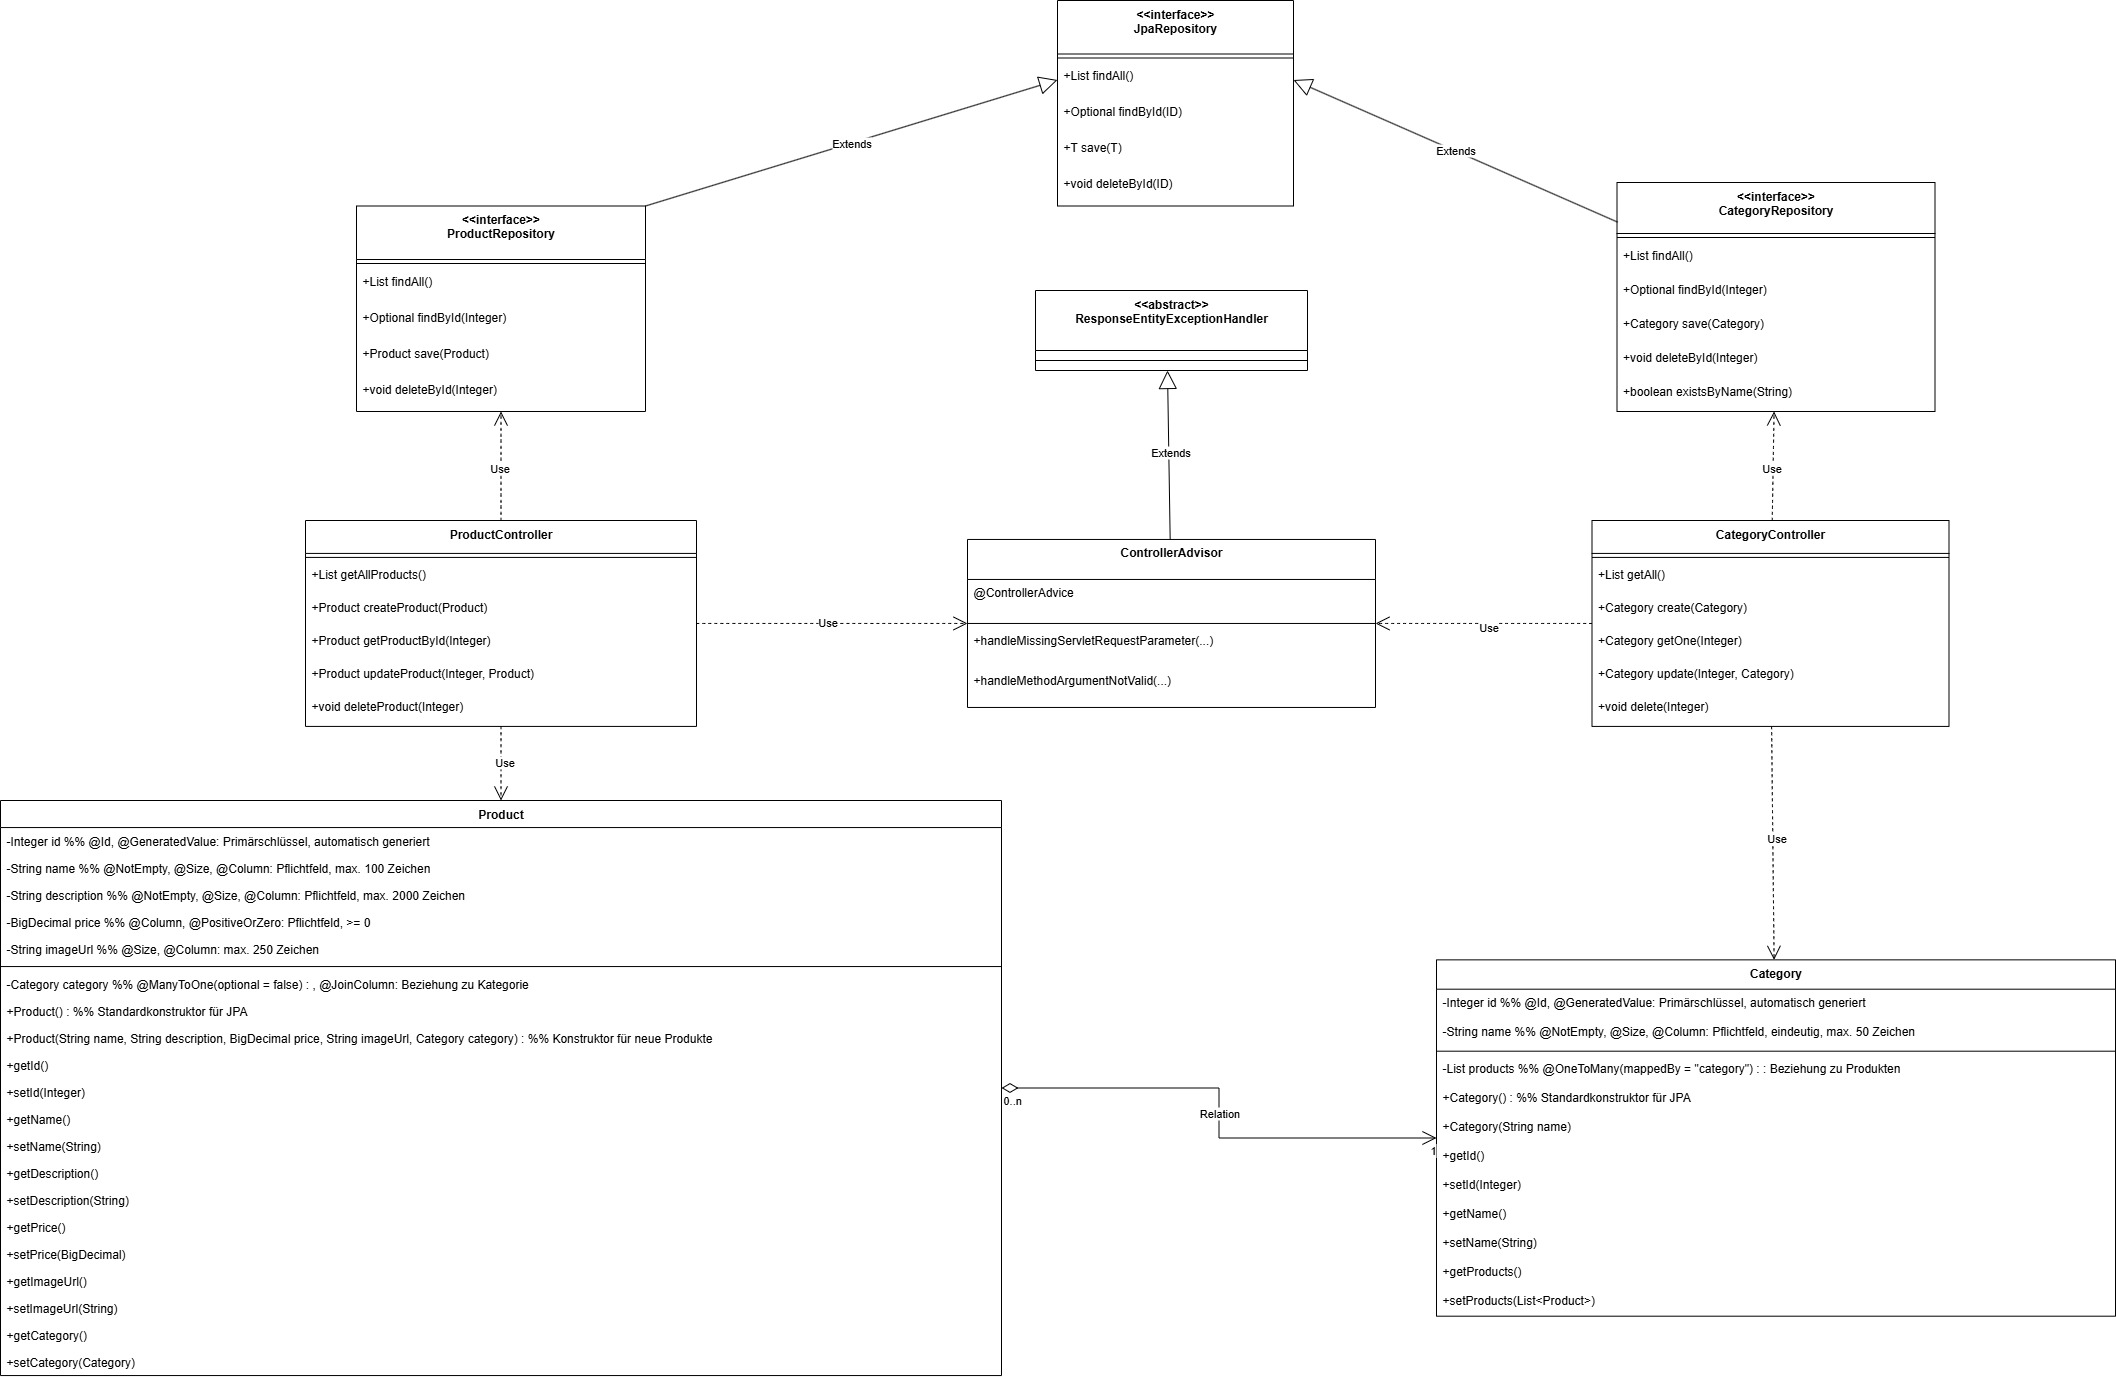 <<interface>>
JpaRepository
+List findAll()
+Optional findById(ID)
+T save(T)
+void deleteById(ID)
Extends
Extends
<<interface>>
ProductRepository
+List findAll()
+Optional findById(Integer)
+Product save(Product)
+void deleteById(Integer)
<<interface>>
CategoryRepository
+List findAll()
+Optional findById(Integer)
+Category save(Category)
+void deleteById(Integer)
+boolean existsByName(String)
<<abstract>>
ResponseEntityExceptionHandler
Extends
Use
Use
ProductController
+List getAllProducts()
+Product createProduct(Product)
+Product getProductById(Integer)
+Product updateProduct(Integer, Product)
+void deleteProduct(Integer)
Use
ControllerAdvisor
@ControllerAdvice
+handleMissingServletRequestParameter(...)
+handleMethodArgumentNotValid(...)
Use
CategoryController
+List getAll()
+Category create(Category)
+Category getOne(Integer)
+Category update(Integer, Category)
+void delete(Integer)
Use
Use
Product
-Integer id %% @Id, @GeneratedValue: Primärschlüssel, automatisch generiert
-String name %% @NotEmpty, @Size, @Column: Pflichtfeld, max. 100 Zeichen
-String description %% @NotEmpty, @Size, @Column: Pflichtfeld, max. 2000 Zeichen
-BigDecimal price %% @Column, @PositiveOrZero: Pflichtfeld, >= 0
-String imageUrl %% @Size, @Column: max. 250 Zeichen
-Category category %% @ManyToOne(optional = false) : , @JoinColumn: Beziehung zu Kategorie
+Product() : %% Standardkonstruktor für JPA
+Product(String name, String description, BigDecimal price, String imageUrl, Category category) : %% Konstruktor für neue Produkte
+getId()
+setId(Integer)
+getName()
+setName(String)
+getDescription()
+setDescription(String)
+getPrice()
+setPrice(BigDecimal)
+getImageUrl()
+setImageUrl(String)
+getCategory()
+setCategory(Category)
0..n
Relation
1
Category
-Integer id %% @Id, @GeneratedValue: Primärschlüssel, automatisch generiert
-String name %% @NotEmpty, @Size, @Column: Pflichtfeld, eindeutig, max. 50 Zeichen
-List products %% @OneToMany(mappedBy = "category") : : Beziehung zu Produkten
+Category() : %% Standardkonstruktor für JPA
+Category(String name)
+getId()
+setId(Integer)
+getName()
+setName(String)
+getProducts()
+setProducts(List<Product>)